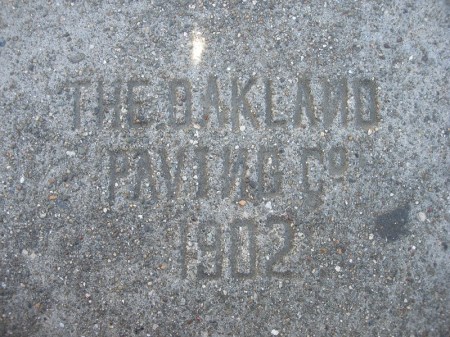 THE OAKLAND
PAVING Cº
1902